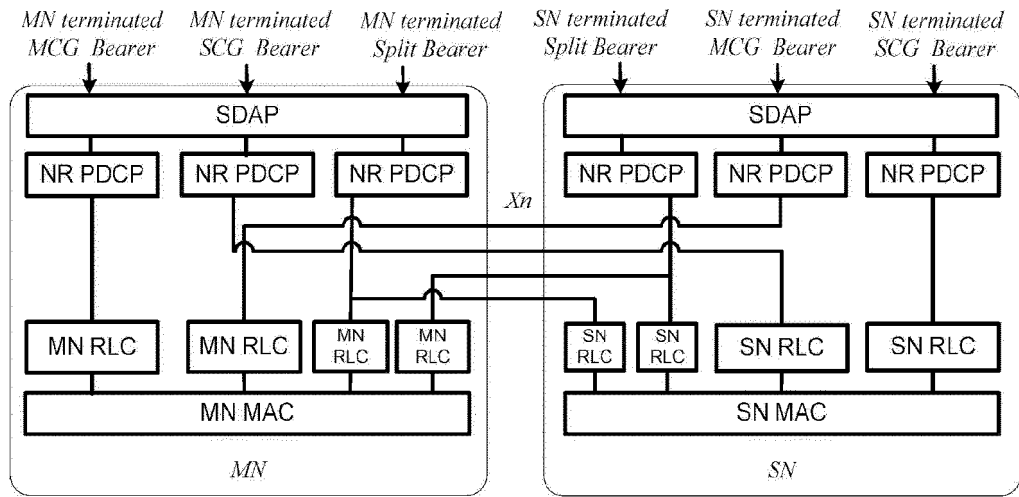 MN terminated MN terminated MN terminated SN terminated SN terminated SN terminated
MCG Bearer SCG Bearer Split Bearer Split Bearer MCG Bearer SCG Bearer
SDAP SDAP
NR PDCP NR PDCP NR PDCP NR PDCP NR PDCP NR PDCP
Xn
MN RLC MN RLC MN RLC MN RLC SN RLC SN RLC SN RLC SN RLC
MN MAC SN MAC
MN SN